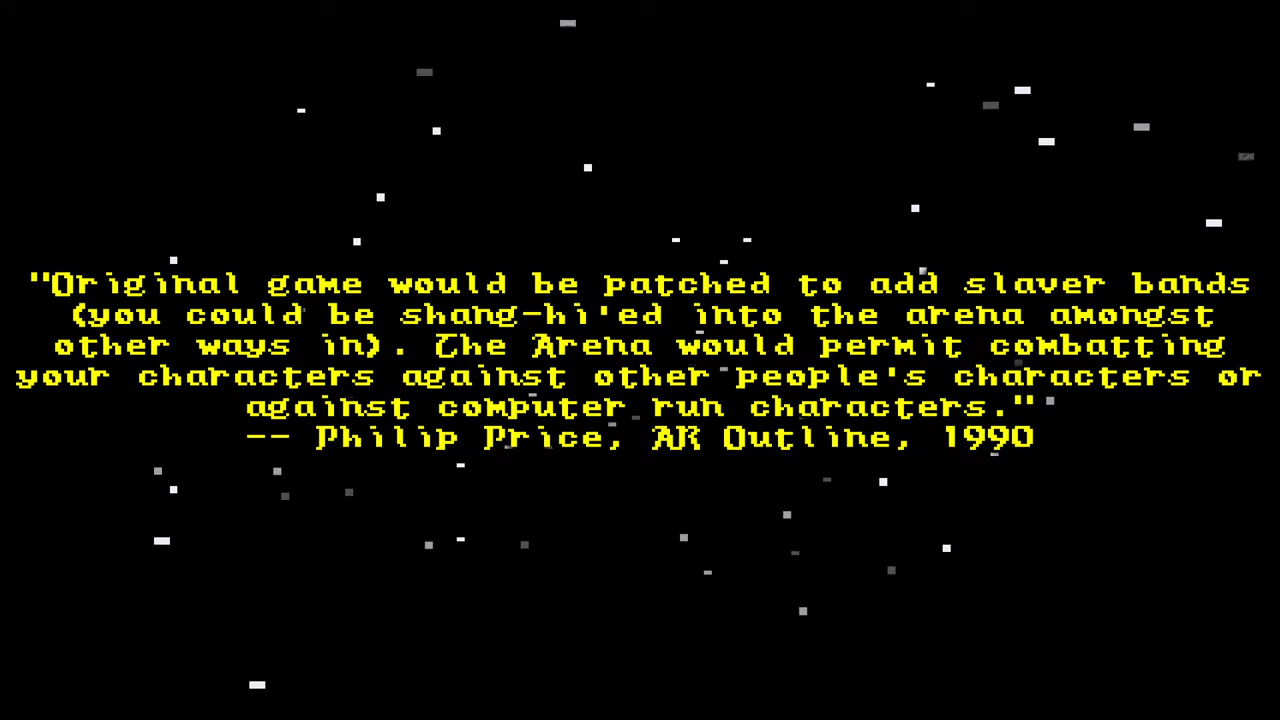 "Original game would be patched to add slaver bands
(you could be shang-hi'ed into the arena amongst
other ways in). The Arena would permit combatting
your characters against other people's characters or
against computer run characters."
-- Philip Price, AR Outline, 1990